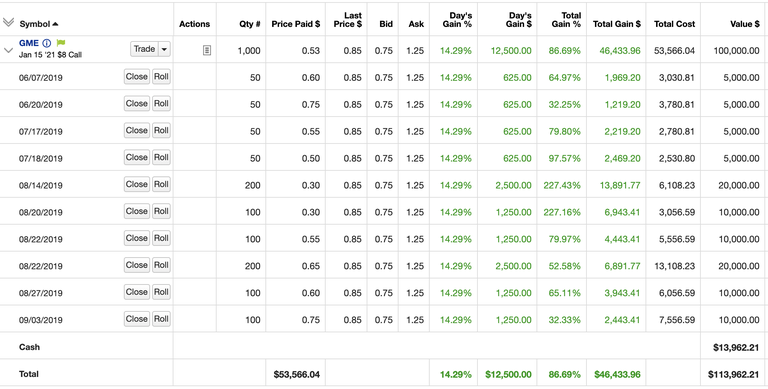 Symbol Actions Qty # Price Paid $ Last Price $ Bid Ask Day's Gain % Day's Gain $ Total Gain % Total Gain $ Total Cost Value $
GME Trade 1,000 0.53 0.85 0.75 1.25 14.29% 12,500.00 86.69% 46,433.96 53,566.04 100,000.00
Jan 15 '21 $8 Call
06/07/2019 Close Roll 50 0.60 0.85 0.75 1.25 14.29% 625.00 64.97% 1,969.20 3,030.81 5,000.00
06/20/2019 Close Roll 50 0.75 0.85 0.75 1.25 14.29% 625.00 32.25% 1,219.20 3,780.81 5,000.00
07/17/2019 Close Roll 50 0.55 0.85 0.75 1.25 14.29% 625.00 79.80% 2,219.20 2,780.81 5,000.00
07/18/2019 Close Roll 50 0.50 0.85 0.75 1.25 14.29% 625.00 97.57% 2,469.20 2,530.80 5,000.00
08/14/2019 Close Roll 200 0.30 0.85 0.75 1.25 14.29% 2,500.00 227.43% 13,891.77 6,108.23 20,000.00
08/20/2019 Close Roll 100 0.30 0.85 0.75 1.25 14.29% 1,250.00 227.16% 6,943.41 3,056.59 10,000.00
08/22/2019 Close Roll 100 0.55 0.85 0.75 1.25 14.29% 1,250.00 79.97% 4,443.41 5,556.59 10,000.00
08/22/2019 Close Roll 200 0.65 0.85 0.75 1.25 14.29% 2,500.00 52.58% 6,891.77 13,108.23 20,000.00
08/27/2019 Close Roll 100 0.60 0.85 0.75 1.25 14.29% 1,250.00 65.11% 3,943.41 6,056.59 10,000.00
09/03/2019 Close Roll 100 0.75 0.85 0.75 1.25 14.29% 1,250.00 32.33% 2,443.41 7,556.59 10,000.00
Cash $13,962.21
Total $53,566.04 14.29% $12,500.00 86.69% $46,433.96 $113,962.21